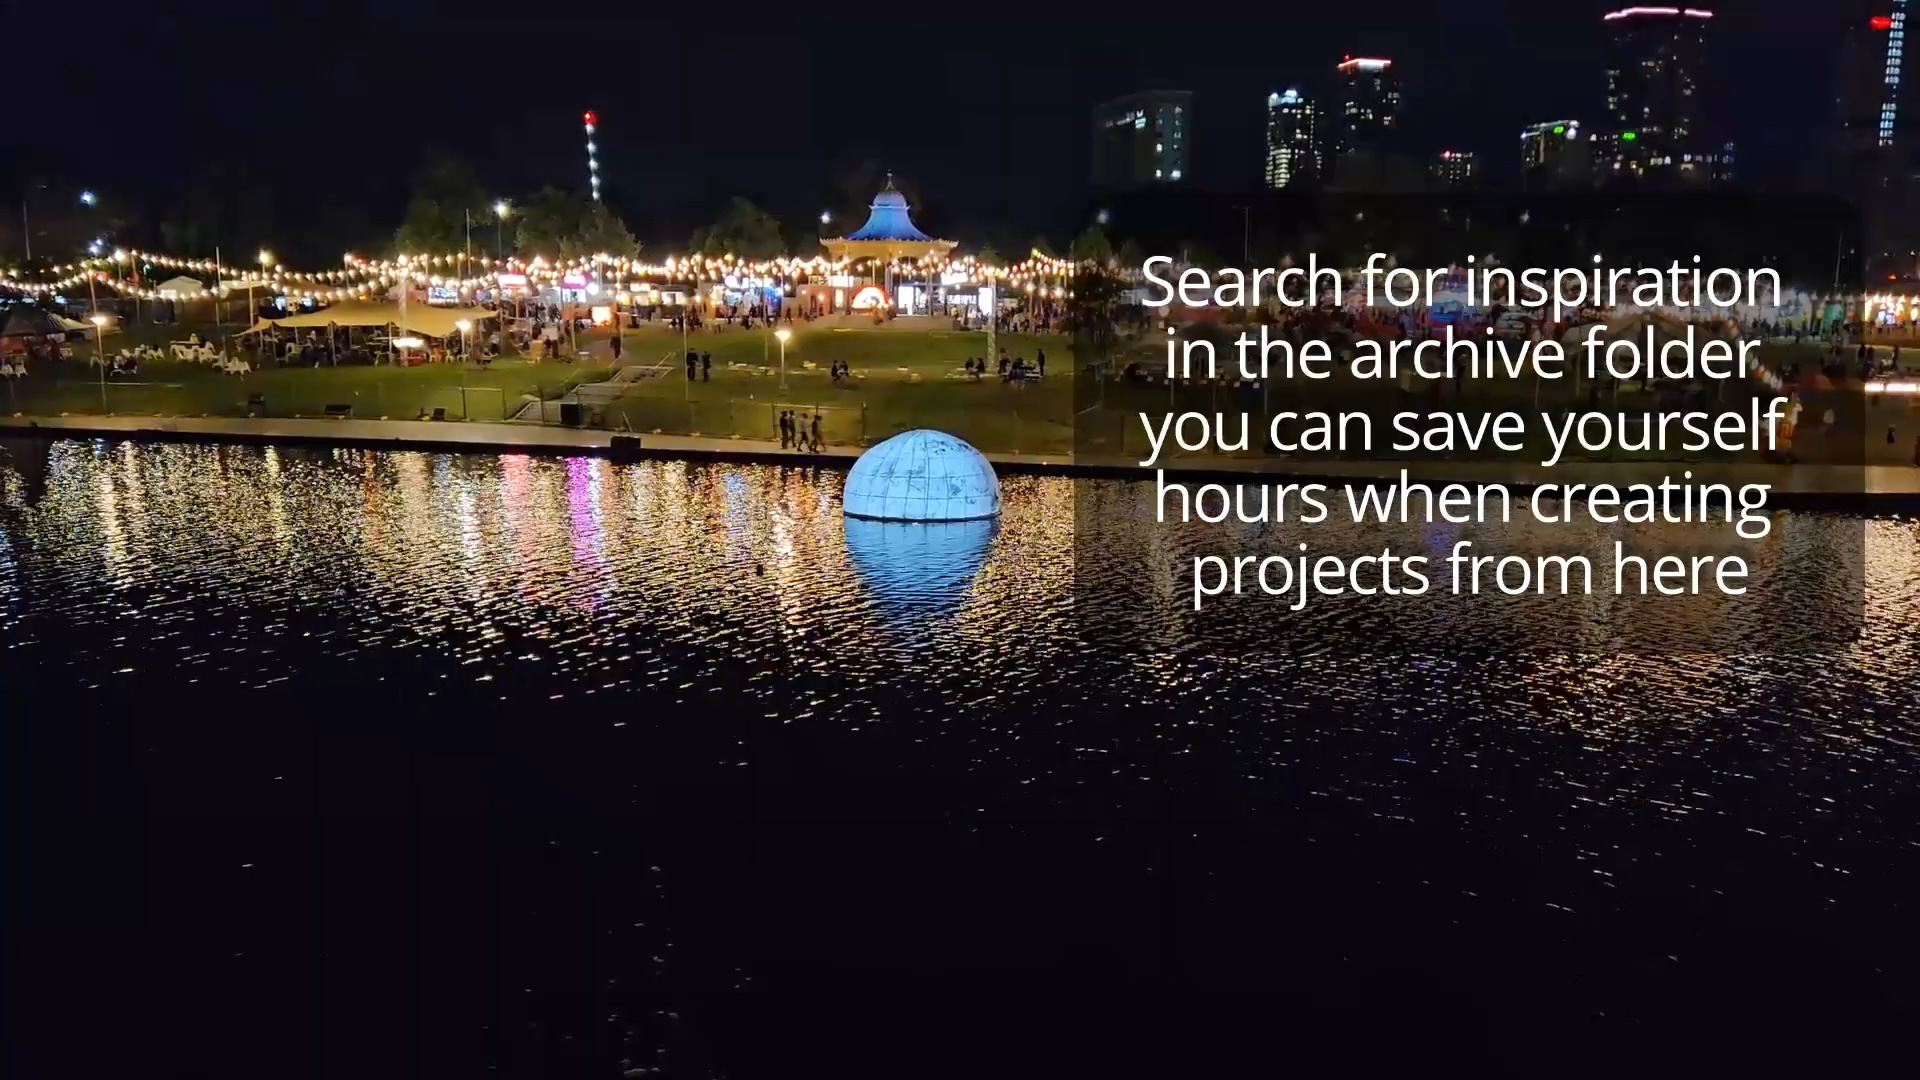 Search for inspiration
in the archive folder
you can save yourself
hours when creating
projects from here